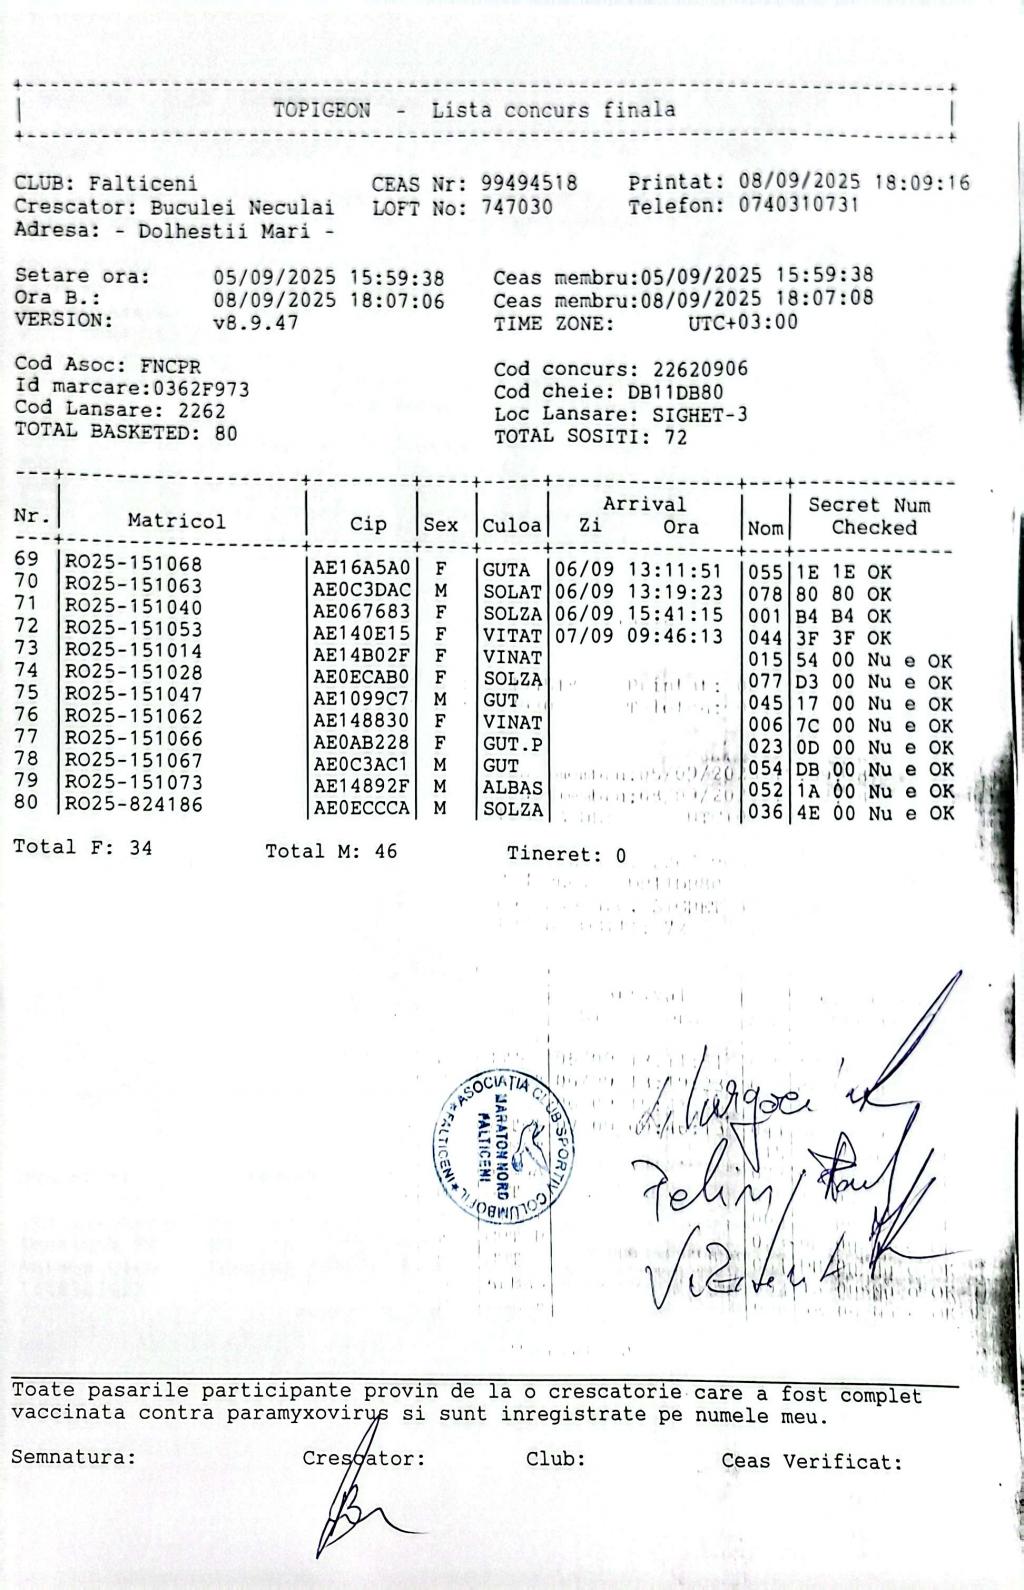 TOPIGEON - Lista concurs finala
CLUB: Falticeni CEAS Nr: 99494518 Printat: 08/09/2025 18:09:16
Crescator: Buculei Neculai LOFT No: 747030 Telefon: 0740310731
Adresa: - Dolhestii Mari -
Setare ora: 05/09/2025 15:59:38 Ceas membru:05/09/2025 15:59:38
Ora B.: 08/09/2025 18:07:06 Ceas membru:08/09/2025 18:07:08
VERSION: v8.9.47 TIME ZONE: UTC+03:00
Cod Asoc: FNCPR Cod concurs: 22620906
Id marcare:0362F973 Cod cheie: DB11DB80
Cod Lansare: 2262 Loc Lansare: SIGHET-3
TOTAL BASKETED: 80 TOTAL SOSITI: 72
Arrival Secret Num
Nr. Matricol Cip Sex Culoa Zi Ora Nom Checked
69 RO25-151068 AE16A5A0 F GUTA 06/09 13:11:51 055 1E 1E OK
70 RO25-151063 AE0C3DAC M SOLAT 06/09 13:19:23 078 80 80 OK
71 RO25-151040 AE067683 F SOLZA 06/09 15:41:15 001 B4 B4 OK
72 RO25-151053 AE140E15 F VITAT 07/09 09:46:13 044 3F 3F OK
73 RO25-151014 AE14B02F F VINAT 015 54 00 Nu e OK
74 RO25-151028 AE0ECAB0 F SOLZA 077 D3 00 Nu e OK
75 RO25-151047 AE1099C7 M GUT 045 17 00 Nu e OK
76 RO25-151062 AE148830 F VINAT 006 7C 00 Nu e OK
77 RO25-151066 AE0AB228 F GUT.P 023 0D 00 Nu e OK
78 RO25-151067 AE0C3AC1 M GUT 054 DB 00 Nu e OK
79 RO25-151073 AE14892F M ALBAS 052 1A 00 Nu e OK
80 RO25-824186 AE0ECCCA M SOLZA 036 4E 00 Nu e OK
Total F: 34 Total M: 46 Tineret: 0
ASOCIATIA CLUB SPORTIV COLUMBOFIL *FALTICENI*
MARATON NORD
FALTICENI
Toate pasarile participante provin de la o crescatorie care a fost complet
vaccinata contra paramyxovirus si sunt inregistrate pe numele meu.
Semnatura: Crescator: Club: Ceas Verificat: